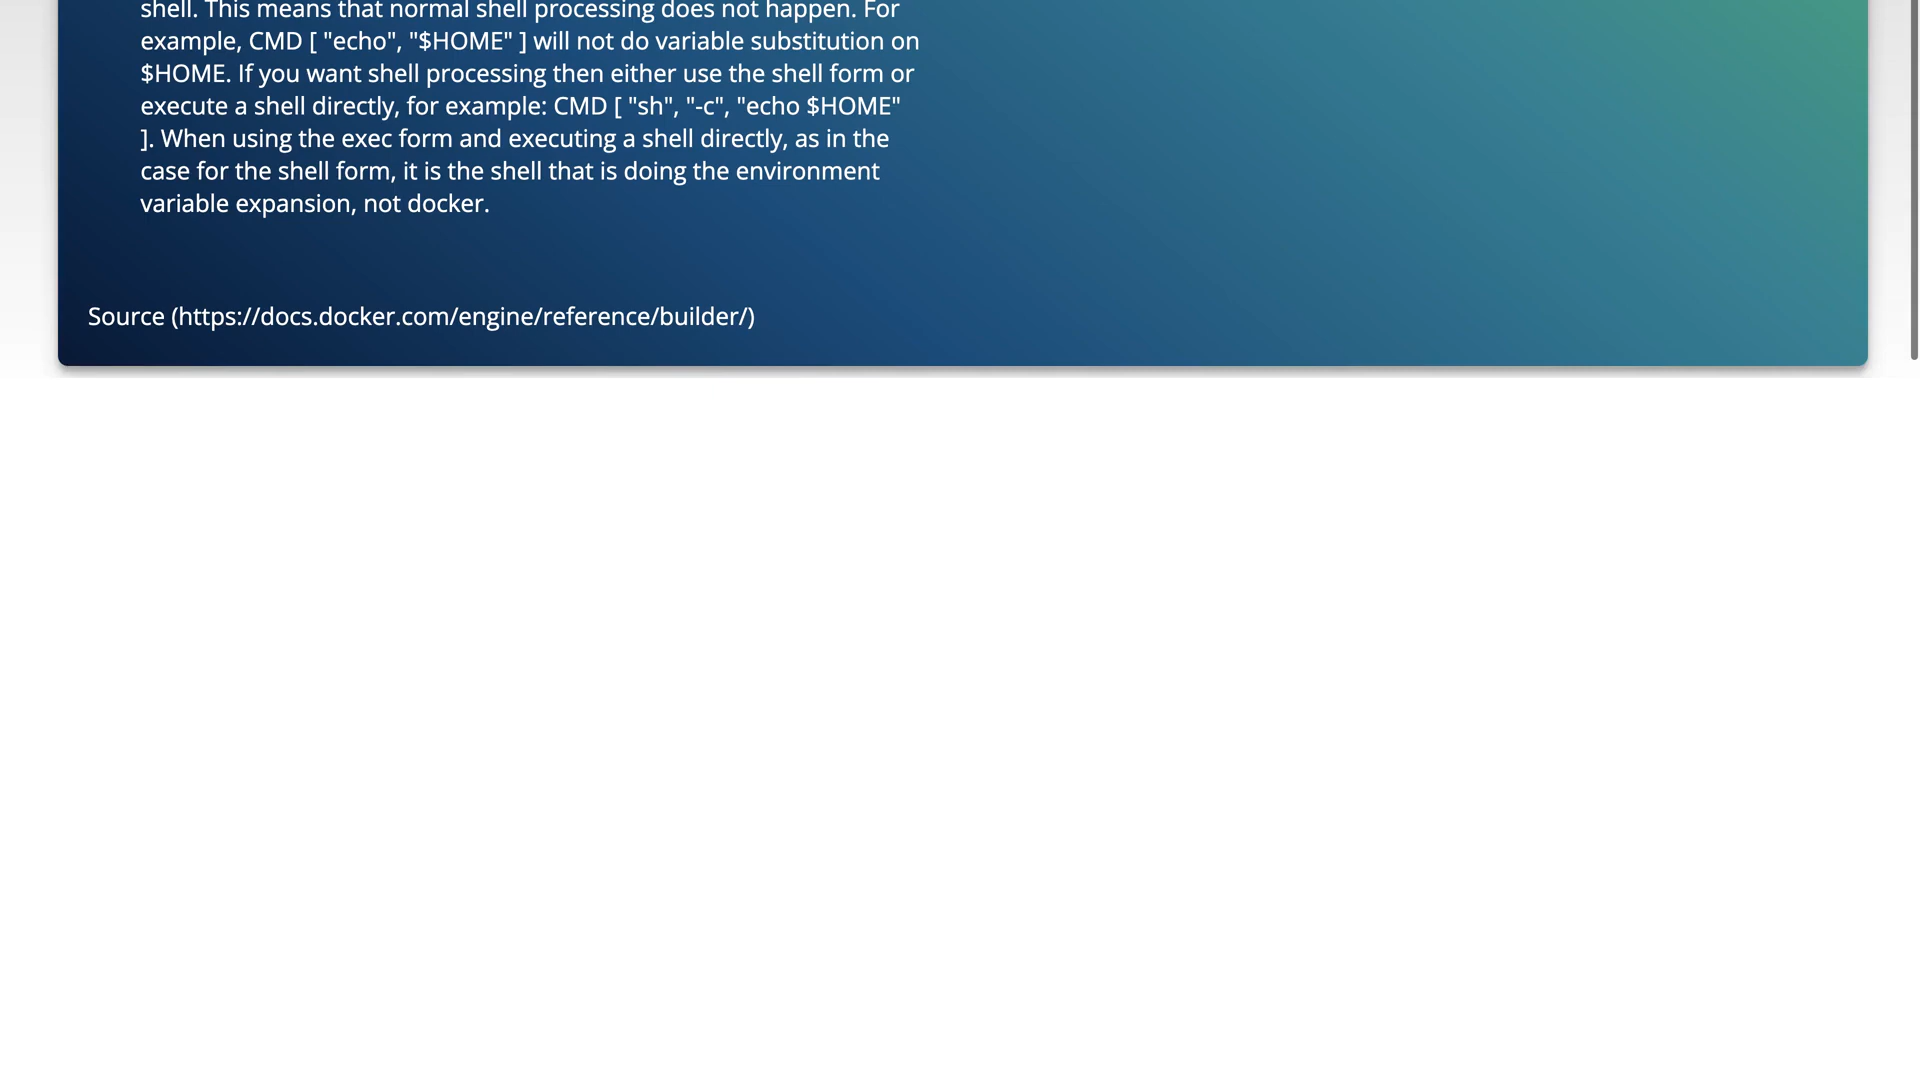 shell. This means that normal shell processing does not happen. For
example, CMD [ "echo", "$HOME" ] will not do variable substitution on
$HOME. If you want shell processing then either use the shell form or
execute a shell directly, for example: CMD [ "sh", "-c", "echo $HOME"
]. When using the exec form and executing a shell directly, as in the
case for the shell form, it is the shell that is doing the environment
variable expansion, not docker.
Source (https://docs.docker.com/engine/reference/builder/)